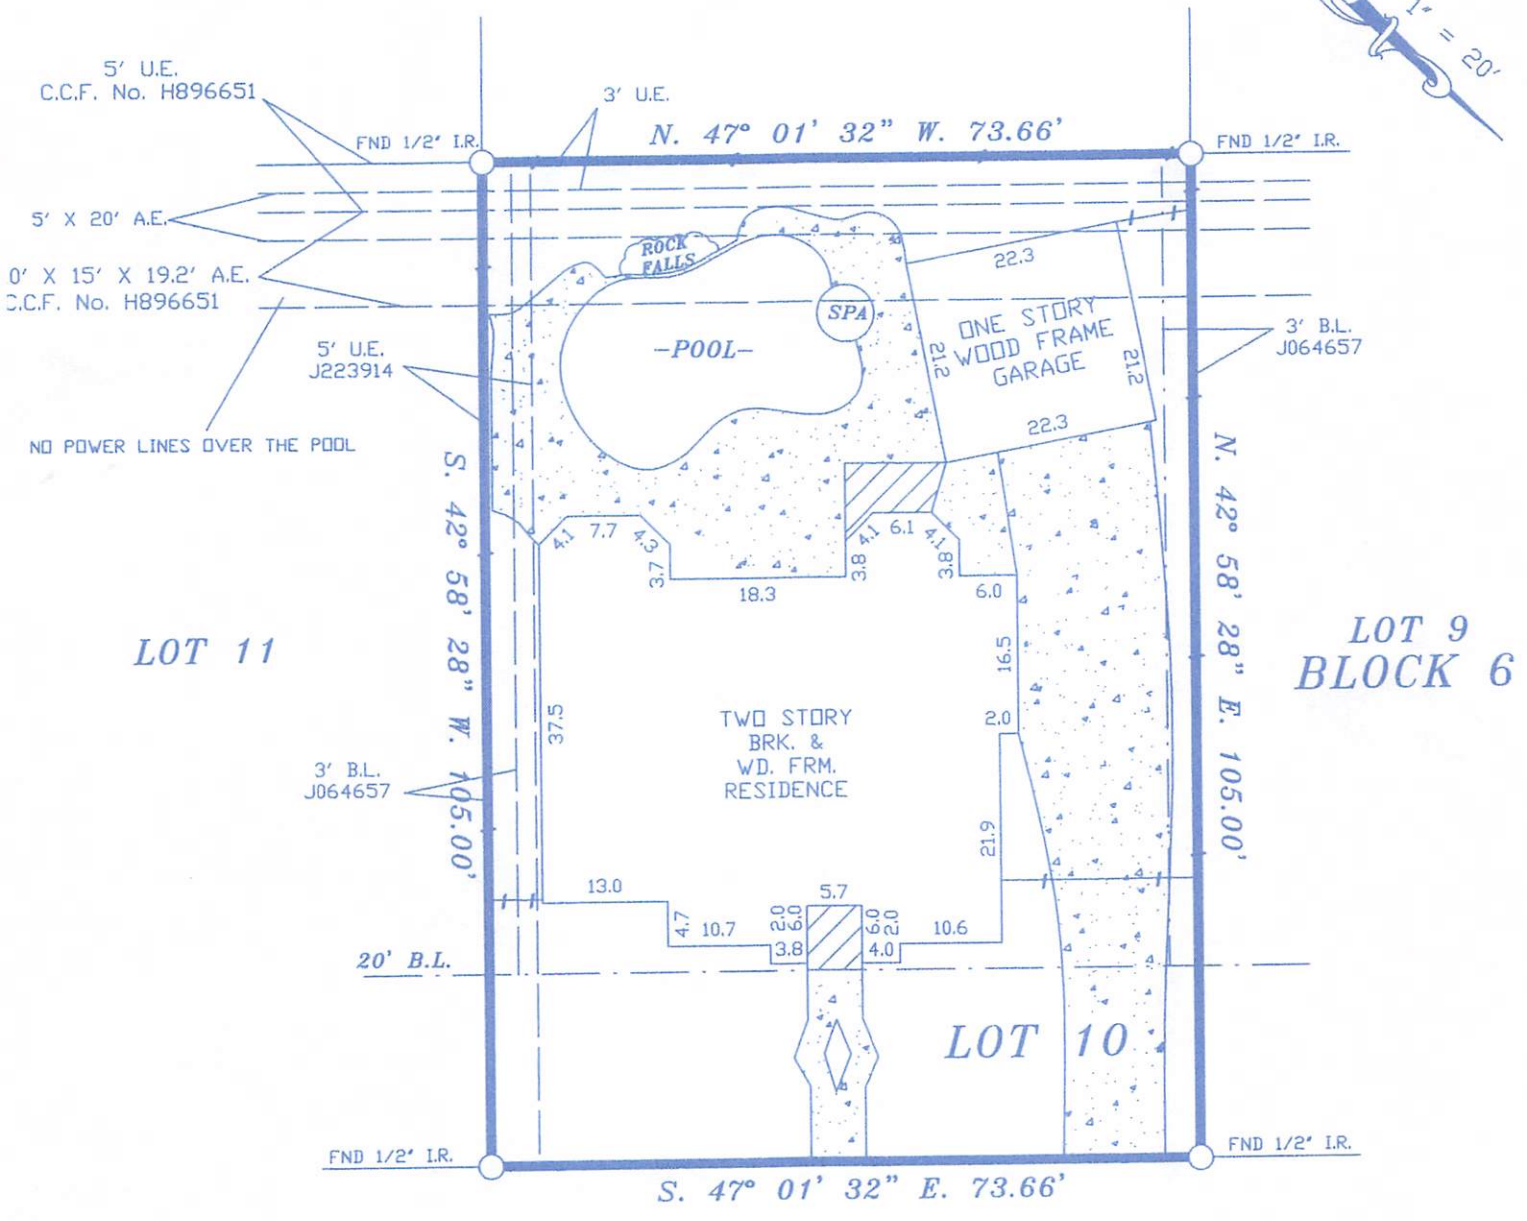 1" = 20'
5' U.E.
C.C.F. No. H896651
3' U.E.
FND 1/2" I.R.
N. 47° 01' 32" W. 73.66'
FND 1/2" I.R.
5' X 20' A.E.
ROCK
FALLS
22.3
0' X 15' X 19.2' A.E.
C.C.F. No. H896651
SPA
ONE STORY
WOOD FRAME
GARAGE
3' B.L.
J064657
5' U.E.
J223914
-POOL-
21.2
21.2
22.3
NO POWER LINES OVER THE POOL
S. 42° 58' 28" W. 105.00'
N. 42° 58' 28" E. 105.00'
4.1
7.7
4.3
3.7
18.3
3.8
4.1
6.1
4.1
3.8
6.0
LOT 11
16.5
LOT 9
BLOCK 6
37.5
TWO STORY
BRK. &
WD. FRM.
RESIDENCE
2.0
3' B.L.
J064657
21.9
13.0
5.7
4.7
10.7
2.0
6.0
6.0
2.0
10.6
3.8
4.0
20' B.L.
LOT 10
FND 1/2" I.R.
FND 1/2" I.R.
S. 47° 01' 32" E. 73.66'